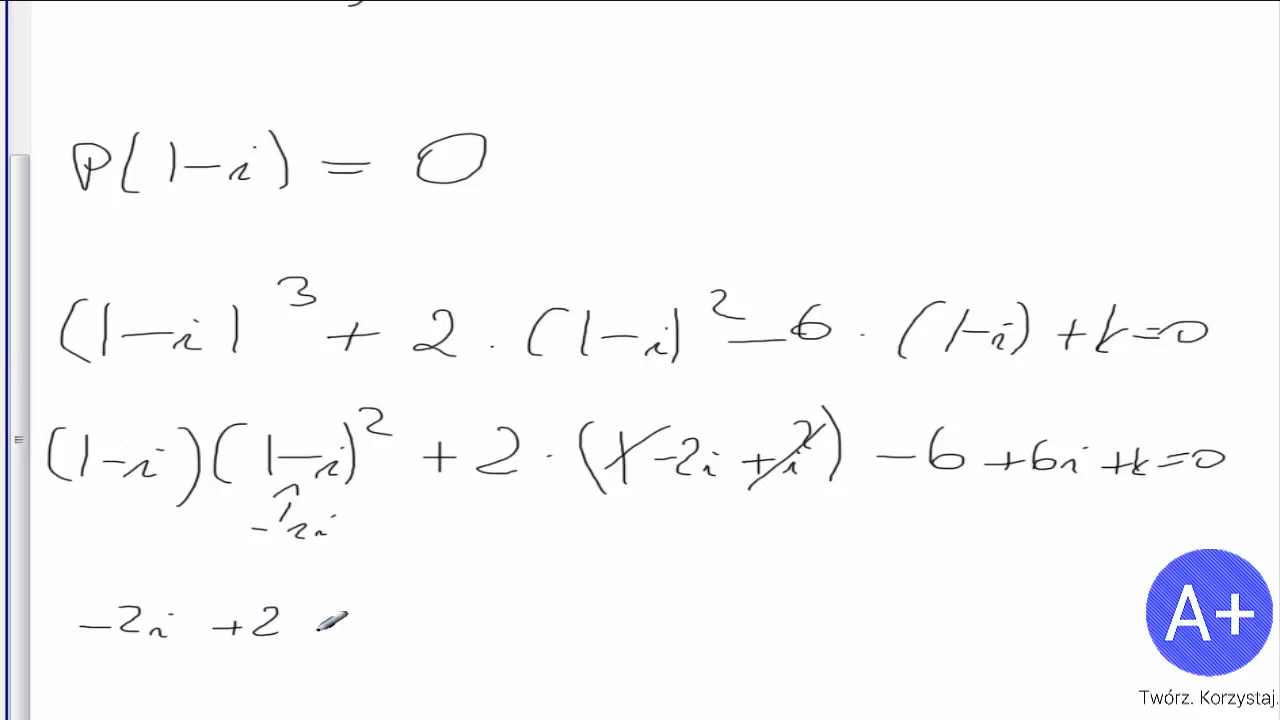 P(1-i) = 0
(1-i)³ + 2 · (1-i)² - 6 · (1-i) + k = 0
(1-i)(1-i)² + 2 · (1 - 2i + i²) - 6 + 6i + k = 0
-2i
-2i + 2
A+
Twórz. Korzystaj.